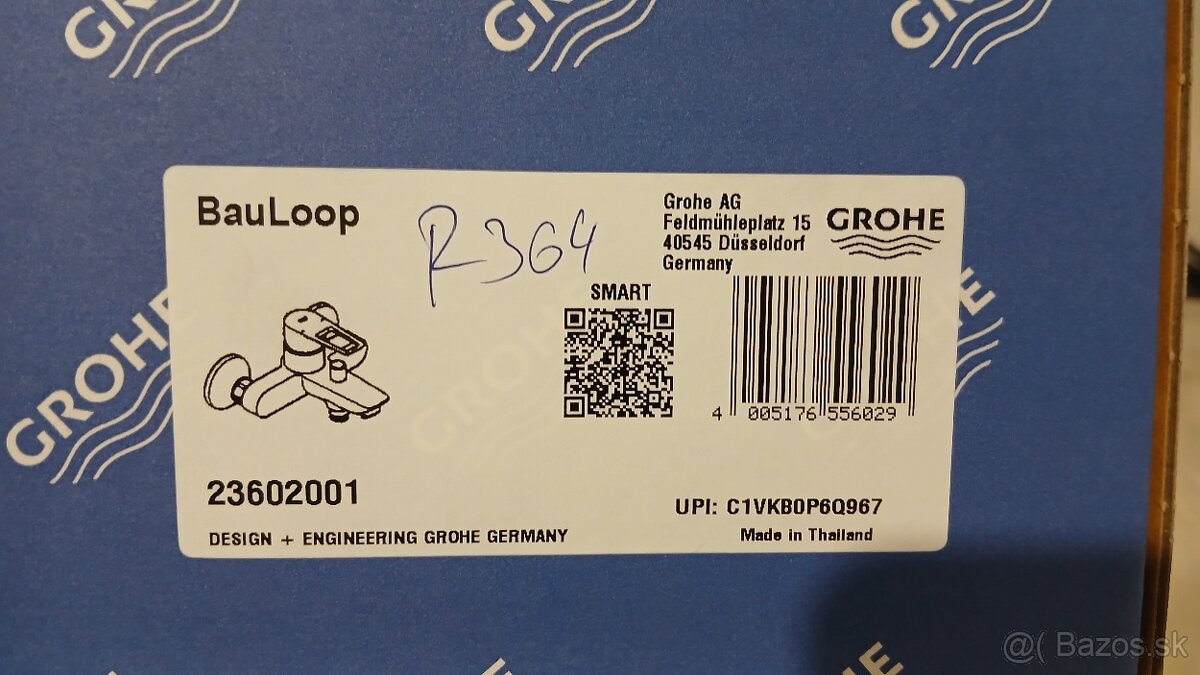 GROHE
BauLoop
R364
Grohe AG
Feldmühleplatz 15
40545 Düsseldorf
Germany
GROHE
SMART
4 005176 556029
23602001
UPI: C1VKB0P6Q967
DESIGN + ENGINEERING GROHE GERMANY
Made in Thailand
@( Bazos.sk